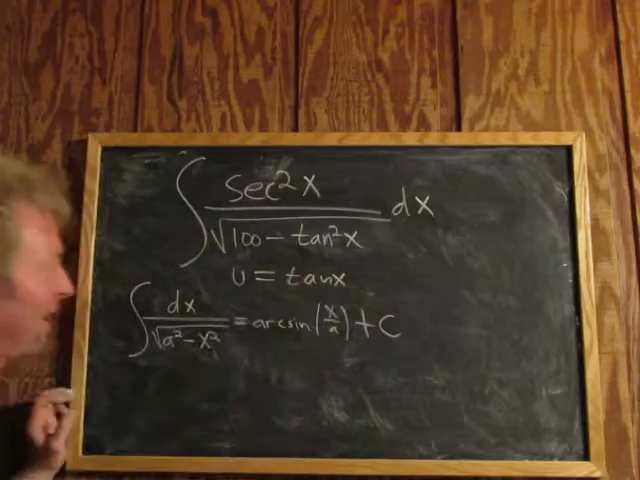 ∫ sec²x / √(100 - tan²x) dx
u = tanx
∫ dx / √(a² - x²) = arcsin(x/a) + C